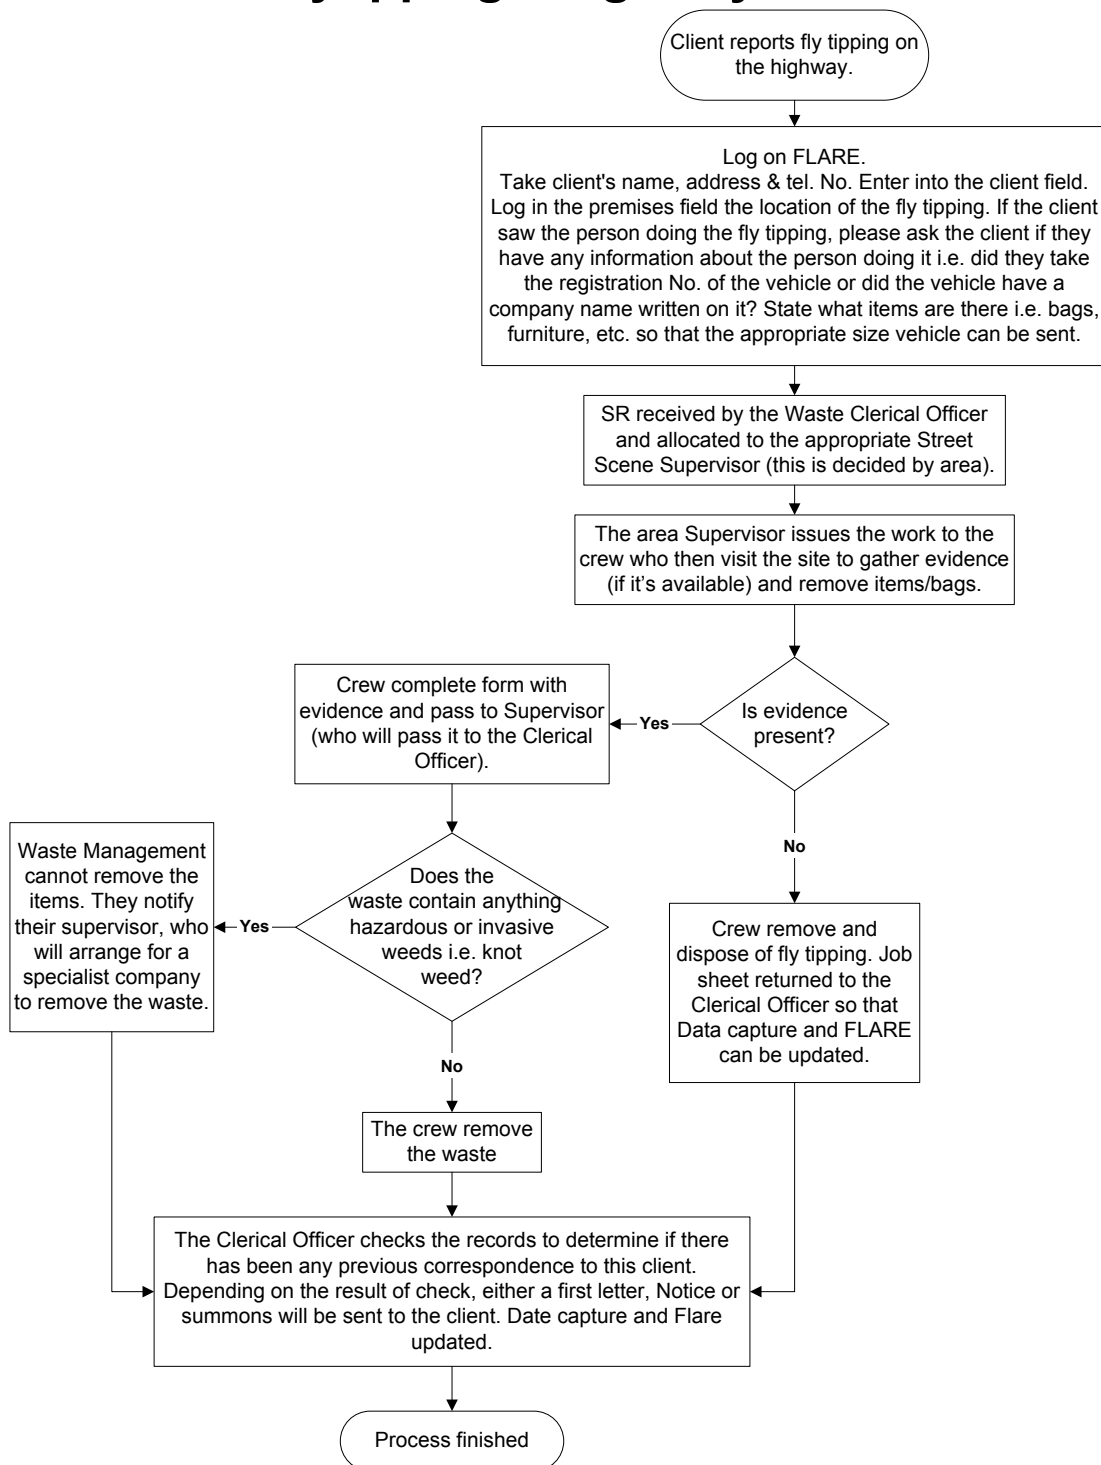 Client reports fly tipping on
the highway.
Log on FLARE.
Take client's name, address & tel. No. Enter into the client field.
Log in the premises field the location of the fly tipping. If the client
saw the person doing the fly tipping, please ask the client if they
have any information about the person doing it i.e. did they take
the registration No. of the vehicle or did the vehicle have a
company name written on it? State what items are there i.e. bags,
furniture, etc. so that the appropriate size vehicle can be sent.
SR received by the Waste Clerical Officer
and allocated to the appropriate Street
Scene Supervisor (this is decided by area).
The area Supervisor issues the work to the
crew who then visit the site to gather evidence
(if it’s available) and remove items/bags.
Is evidence
present?
Yes
Crew complete form with
evidence and pass to Supervisor
(who will pass it to the Clerical
Officer).
No
Does the
waste contain anything
hazardous or invasive
weeds i.e. knot
weed?
Yes
Waste Management
cannot remove the
items. They notify
their supervisor, who
will arrange for a
specialist company
to remove the waste.
Crew remove and
dispose of fly tipping. Job
sheet returned to the
Clerical Officer so that
Data capture and FLARE
can be updated.
No
The crew remove
the waste
The Clerical Officer checks the records to determine if there
has been any previous correspondence to this client.
Depending on the result of check, either a first letter, Notice or
summons will be sent to the client. Date capture and Flare
updated.
Process finished